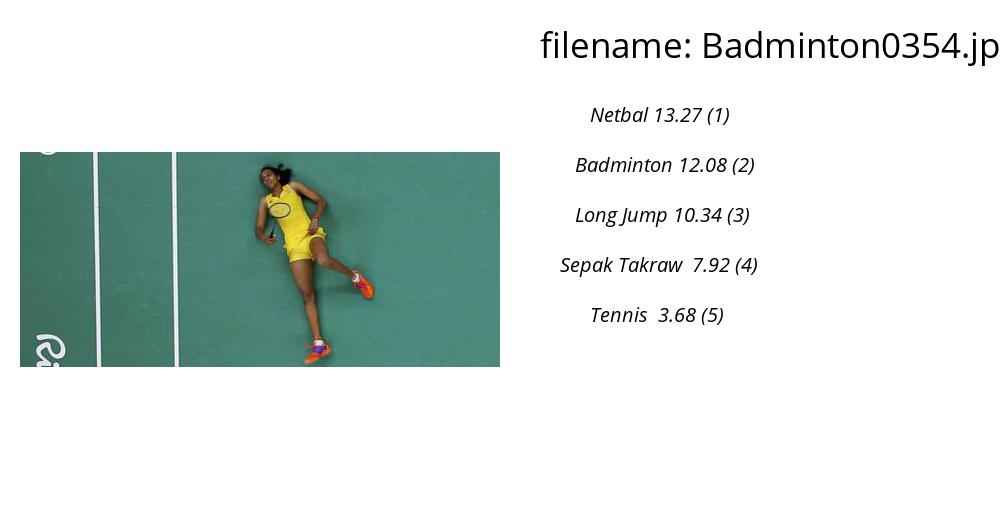 filename: Badminton0354.jp
Netbal 13.27 (1)
Badminton 12.08 (2)
Long Jump 10.34 (3)
Sepak Takraw 7.92 (4)
Tennis 3.68 (5)
Ri